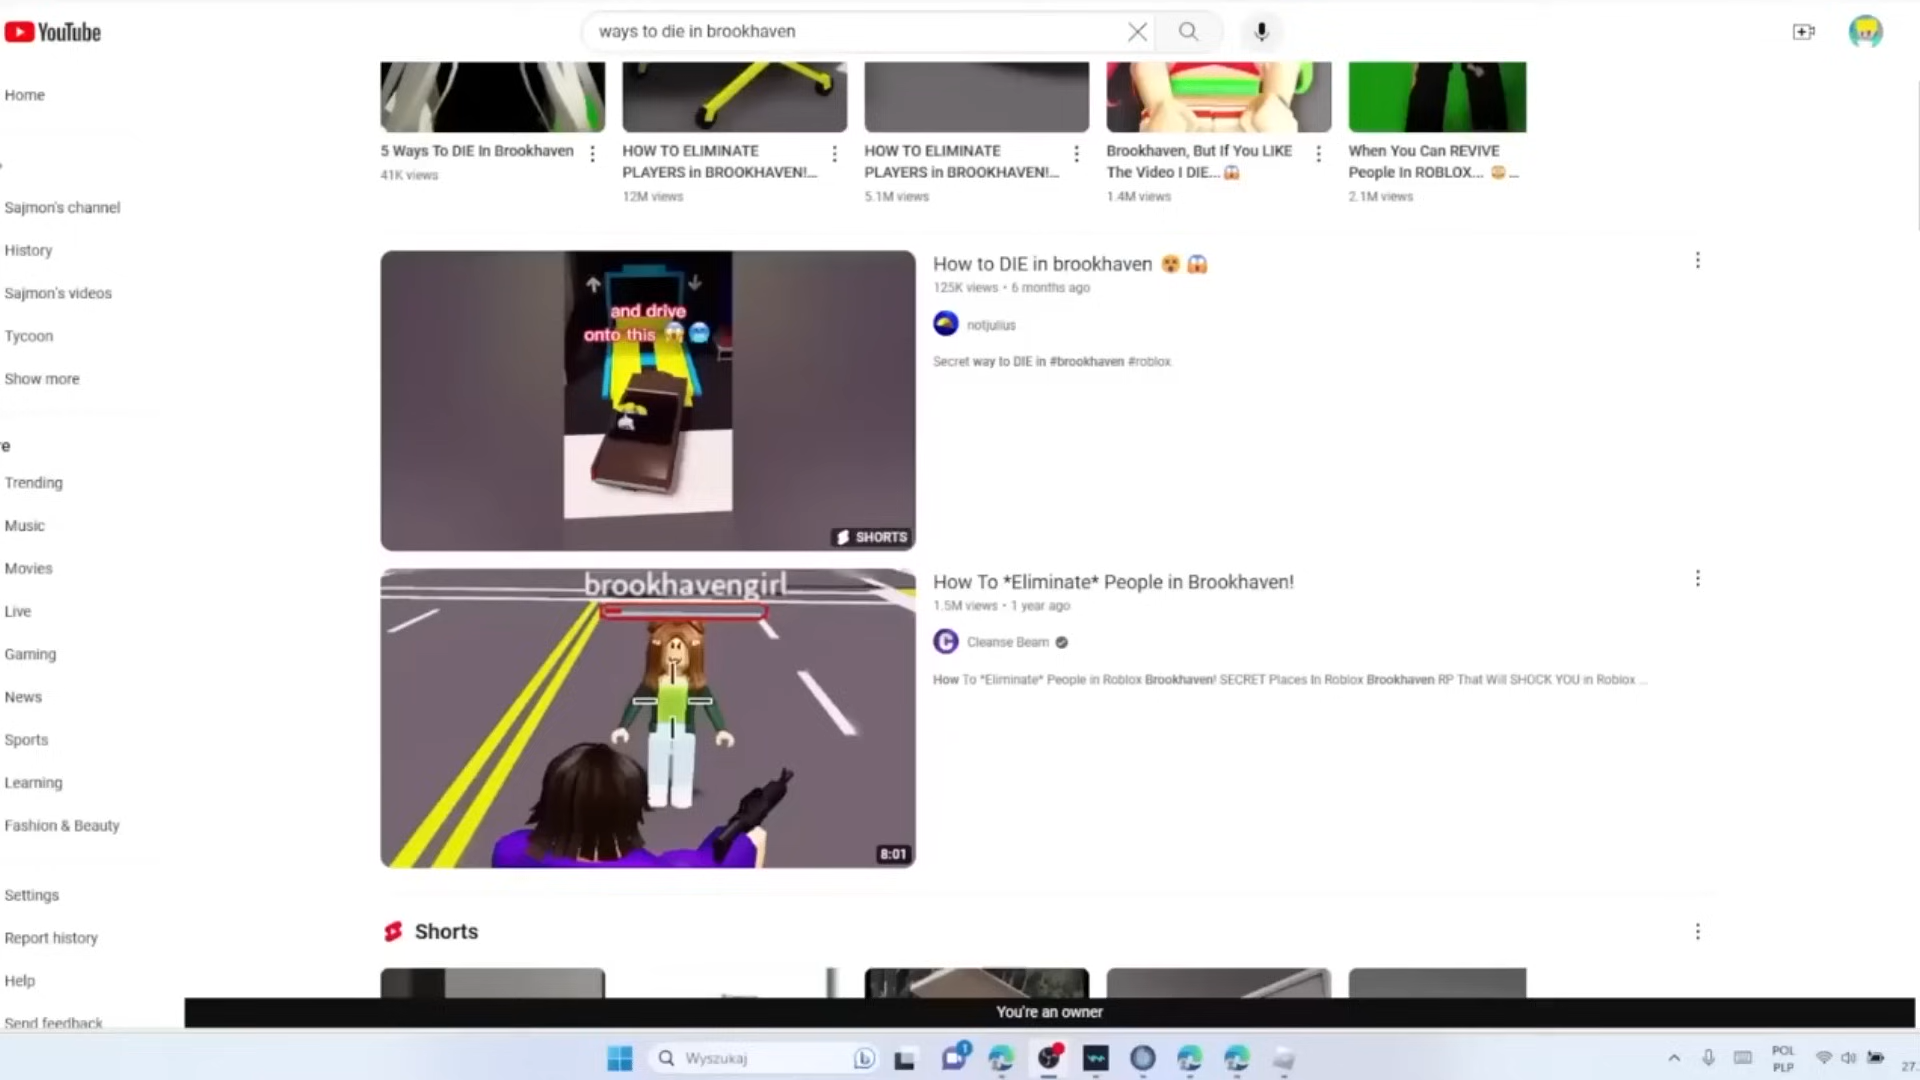 YouTube
ways to die in brookhaven
Home
Sajmon's channel
History
Sajmon's videos
Tycoon
Show more
re
Trending
Music
Movies
Live
Gaming
News
Sports
Learning
Fashion & Beauty
Settings
Report history
Help
Send feedback
5 Ways To DIE In Brookhaven
41K views
HOW TO ELIMINATE
PLAYERS in BROOKHAVEN!...
12M views
HOW TO ELIMINATE
PLAYERS in BROOKHAVEN!...
5.1M views
Brookhaven, But If You LIKE
The Video I DIE... 😱
1.4M views
When You Can REVIVE
People In ROBLOX... 😳 ...
2.1M views
and drive
onto this 😱🥶
SHORTS
How to DIE in brookhaven 😵 😱
125K views • 6 months ago
notjulius
Secret way to DIE in #brookhaven #roblox
brookhavengirl
8:01
How To *Eliminate* People in Brookhaven!
1.5M views • 1 year ago
Cleanse Beam
How To *Eliminate* People in Roblox Brookhaven! SECRET Places In Roblox Brookhaven RP That Will SHOCK YOU in Roblox ...
Shorts
You're an owner
Wyszukaj
1
POL
PLP
27.